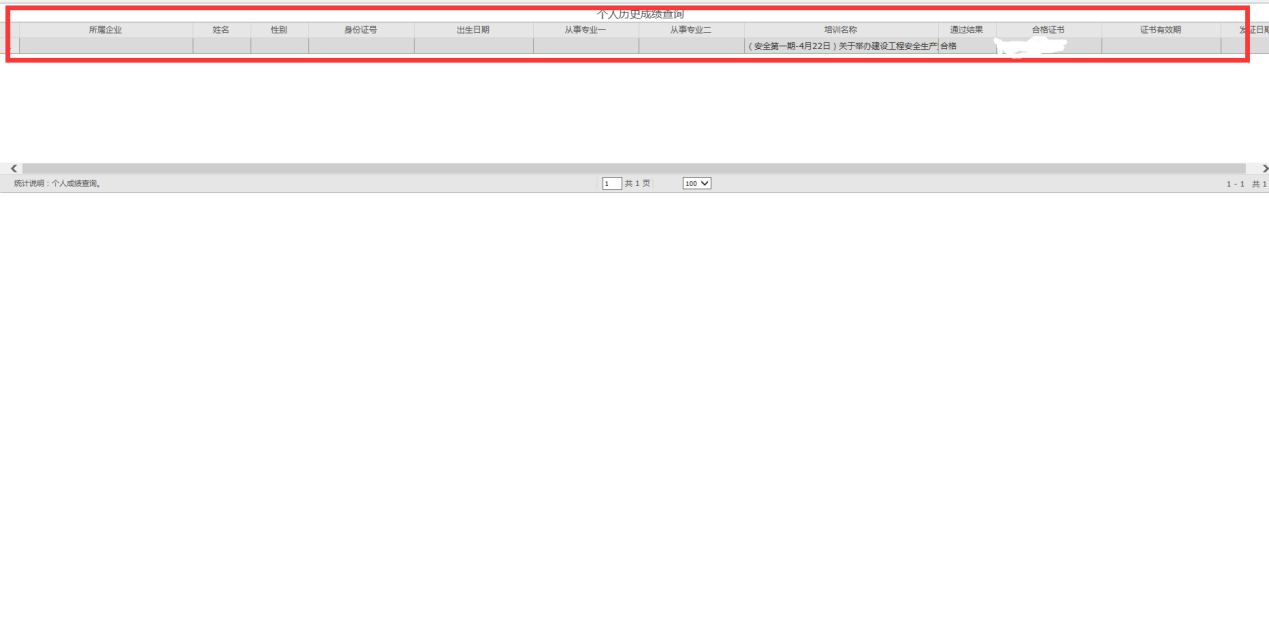 个人历史成绩查询
所属企业 姓名 性别 身份证号 出生日期 从事专业一 从事专业二 培训名称 通过结果 合格证书 证书有效期 发证日期
(安全第一期-4月22日)关于举办建设工程安全生产 合格
统计说明:个人成绩查询。 1 共 1 页 100 1 - 1 共 1